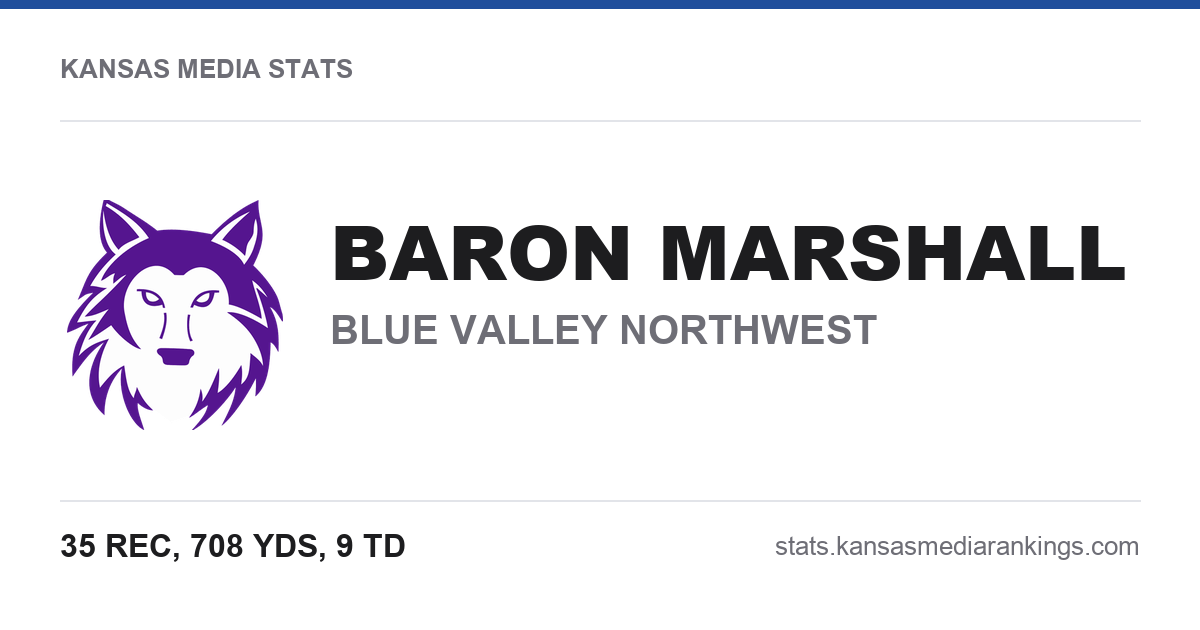 KANSAS MEDIA STATS
BARON MARSHALL
BLUE VALLEY NORTHWEST
35 REC, 708 YDS, 9 TD
stats.kansasmediarankings.com